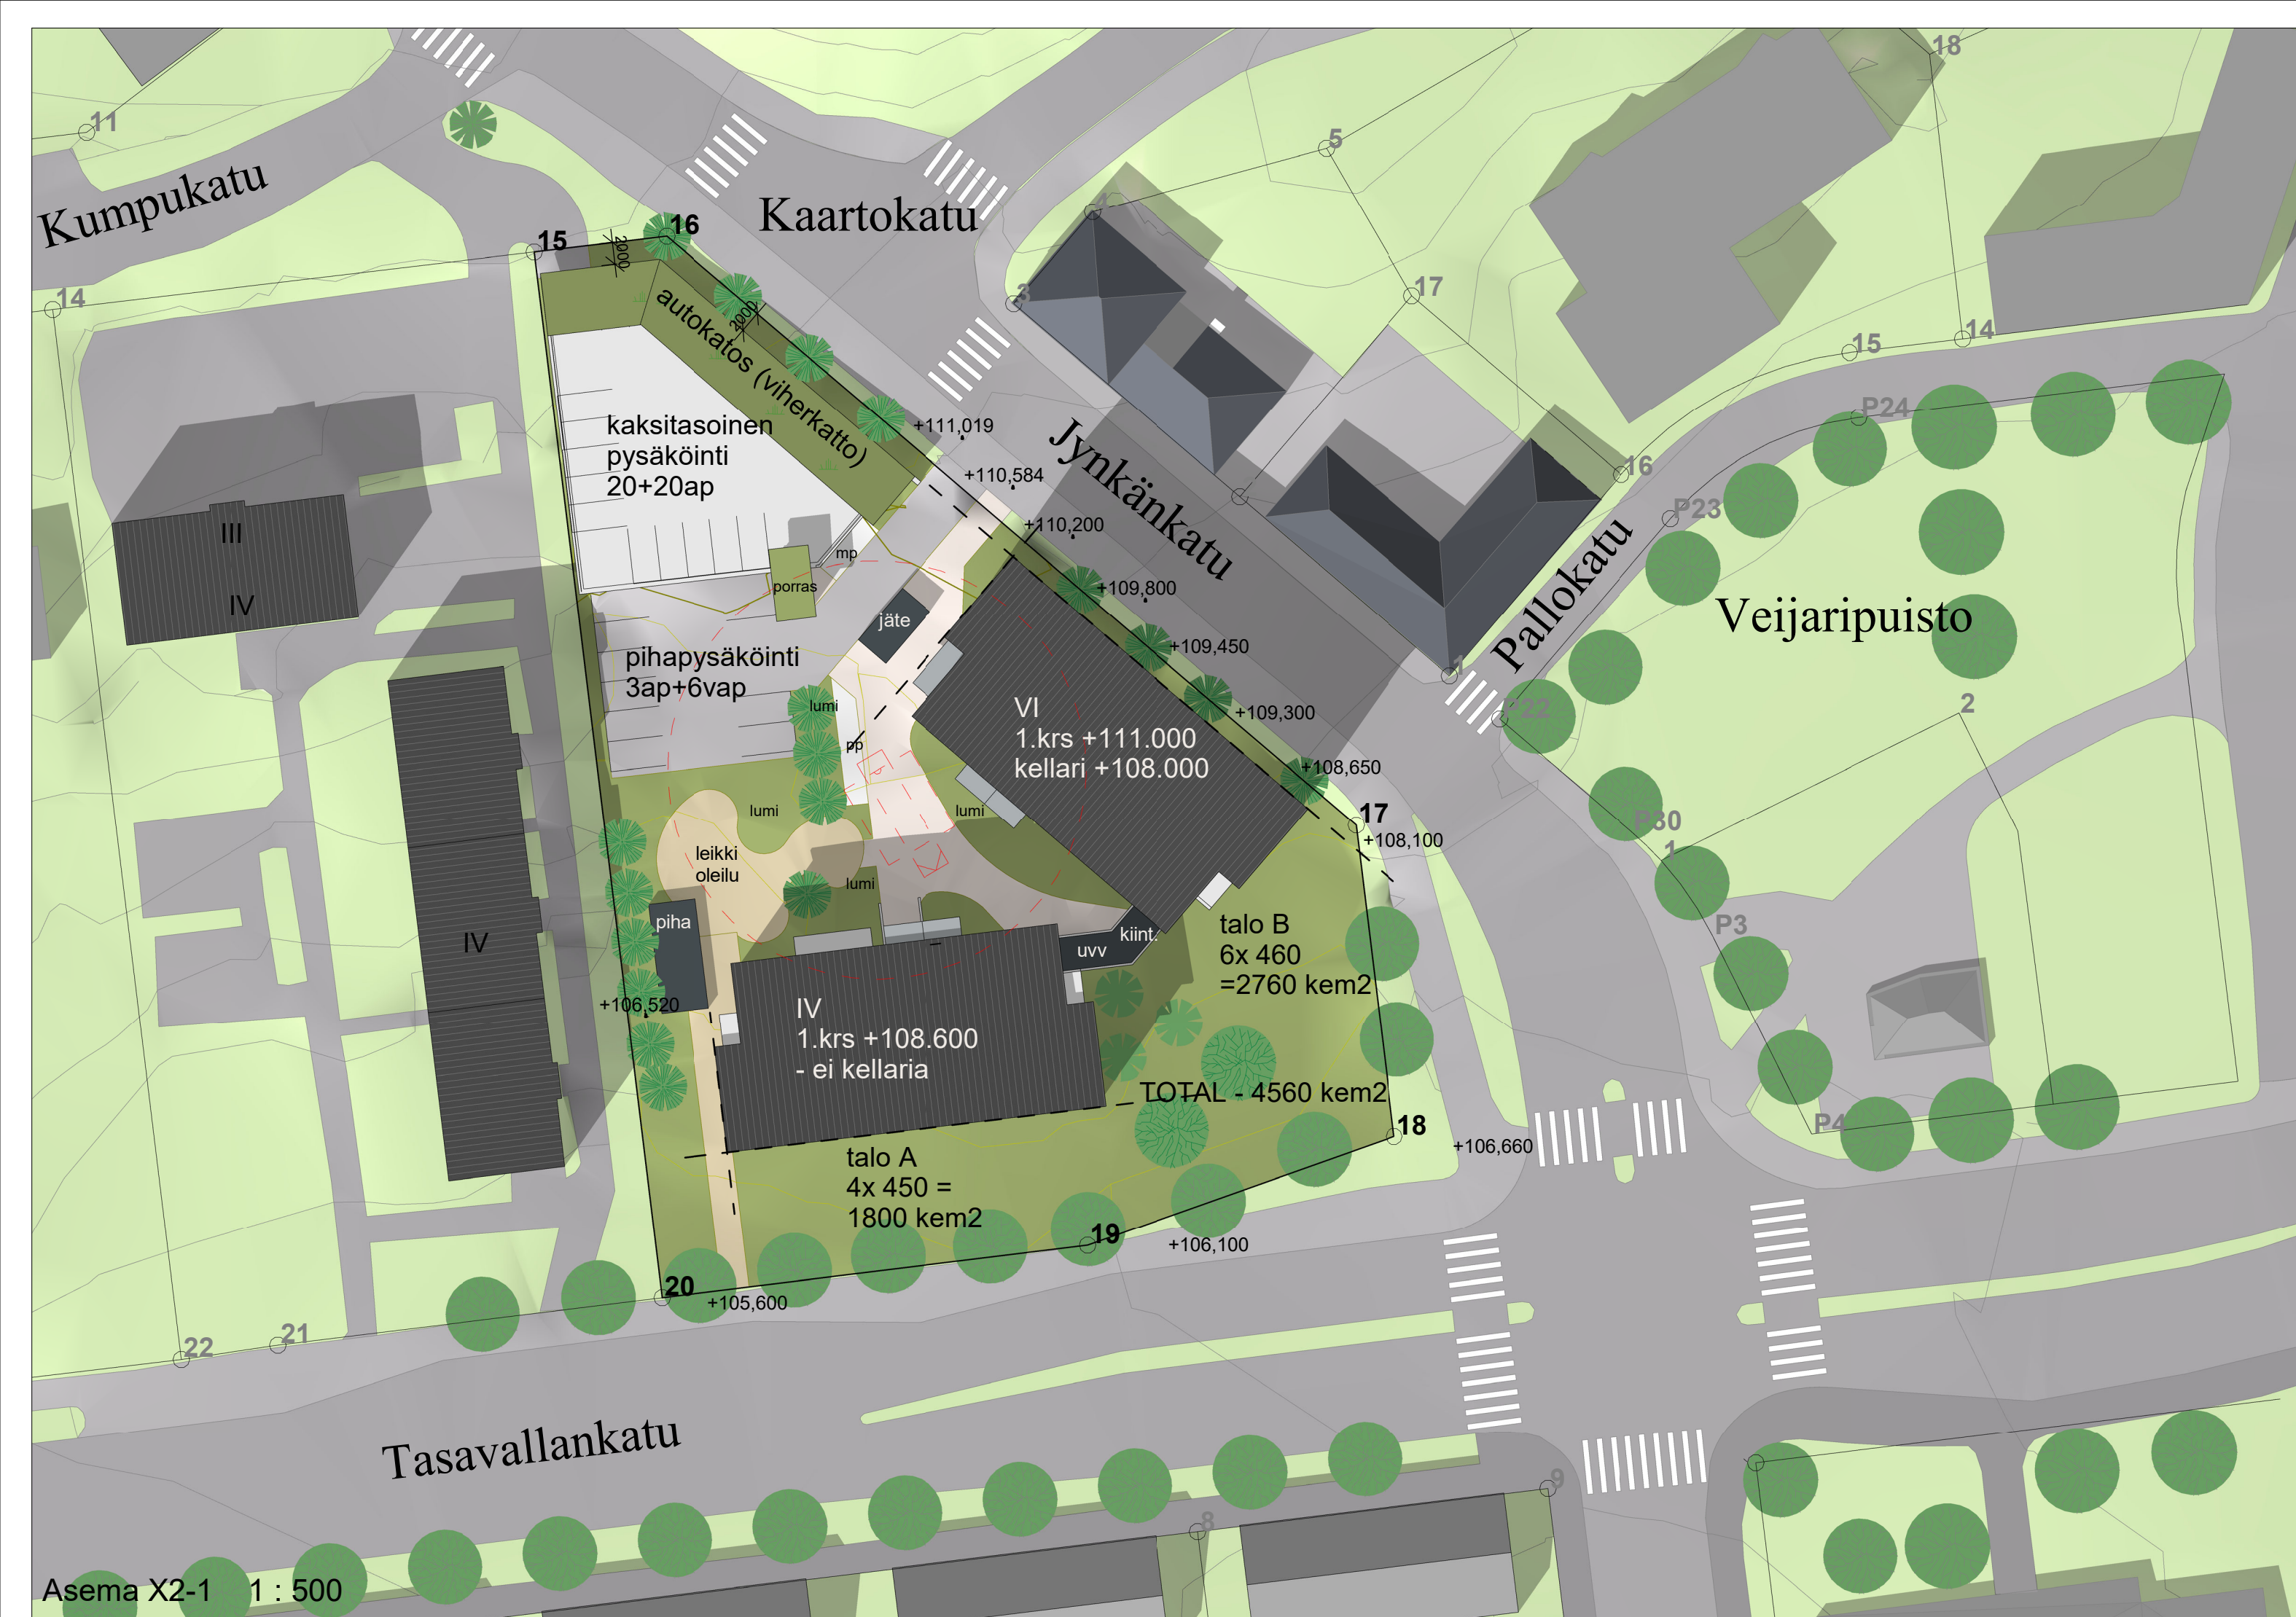 18
11
5
Kumpukatu
Kaartokatu
4
15
16
2000
14
3
17
autokatos (viherkatto)
2000
15
14
P24
kaksitasoinen
pysäköinti
20+20ap
+111,019
+110,584
Jynkänkatu
16
P23
III
IV
+110,200
mp
porras
+109,800
jäte
Pallokatu
Veijaripuisto
pihapysäköinti
3ap+6vap
+109,450
1
lumi
pp
VI
1.krs +111.000
kellari +108.000
+109,300
P22
2
+108,650
lumi
lumi
17
+108,100
P30
1
leikki
oleilu
lumi
piha
IV
kiint.
uvv
talo B
6x 460
=2760 kem2
P3
+106,520
IV
1.krs +108.600
- ei kellaria
TOTAL - 4560 kem2
18
+106,660
P4
talo A
4x 450 =
1800 kem2
19
+106,100
20
+105,600
21
22
Tasavallankatu
9
8
Asema X2-1 1 : 500